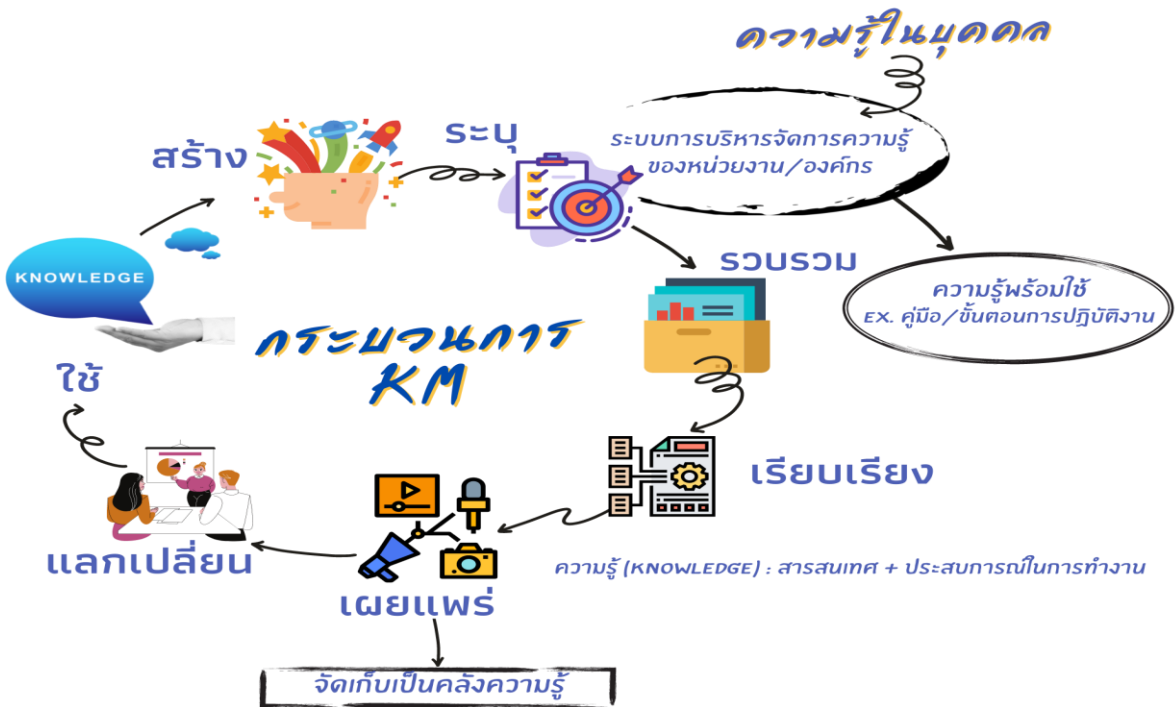 ความรู้ในบุคคล
ระบบการบริหารจัดการความรู้
ของหน่วยงาน/องค์กร
ความรู้พร้อมใช้
EX. คู่มือ/ขั้นตอนการปฏิบัติงาน
สร้าง
ระบุ
รวบรวม
KNOWLEDGE
กระบวนการ
KM
ใช้
เรียบเรียง
แลกเปลี่ยน
เผยแพร่
ความรู้ (KNOWLEDGE) : สารสนเทศ + ประสบการณ์ในการทำงาน
จัดเก็บเป็นคลังความรู้